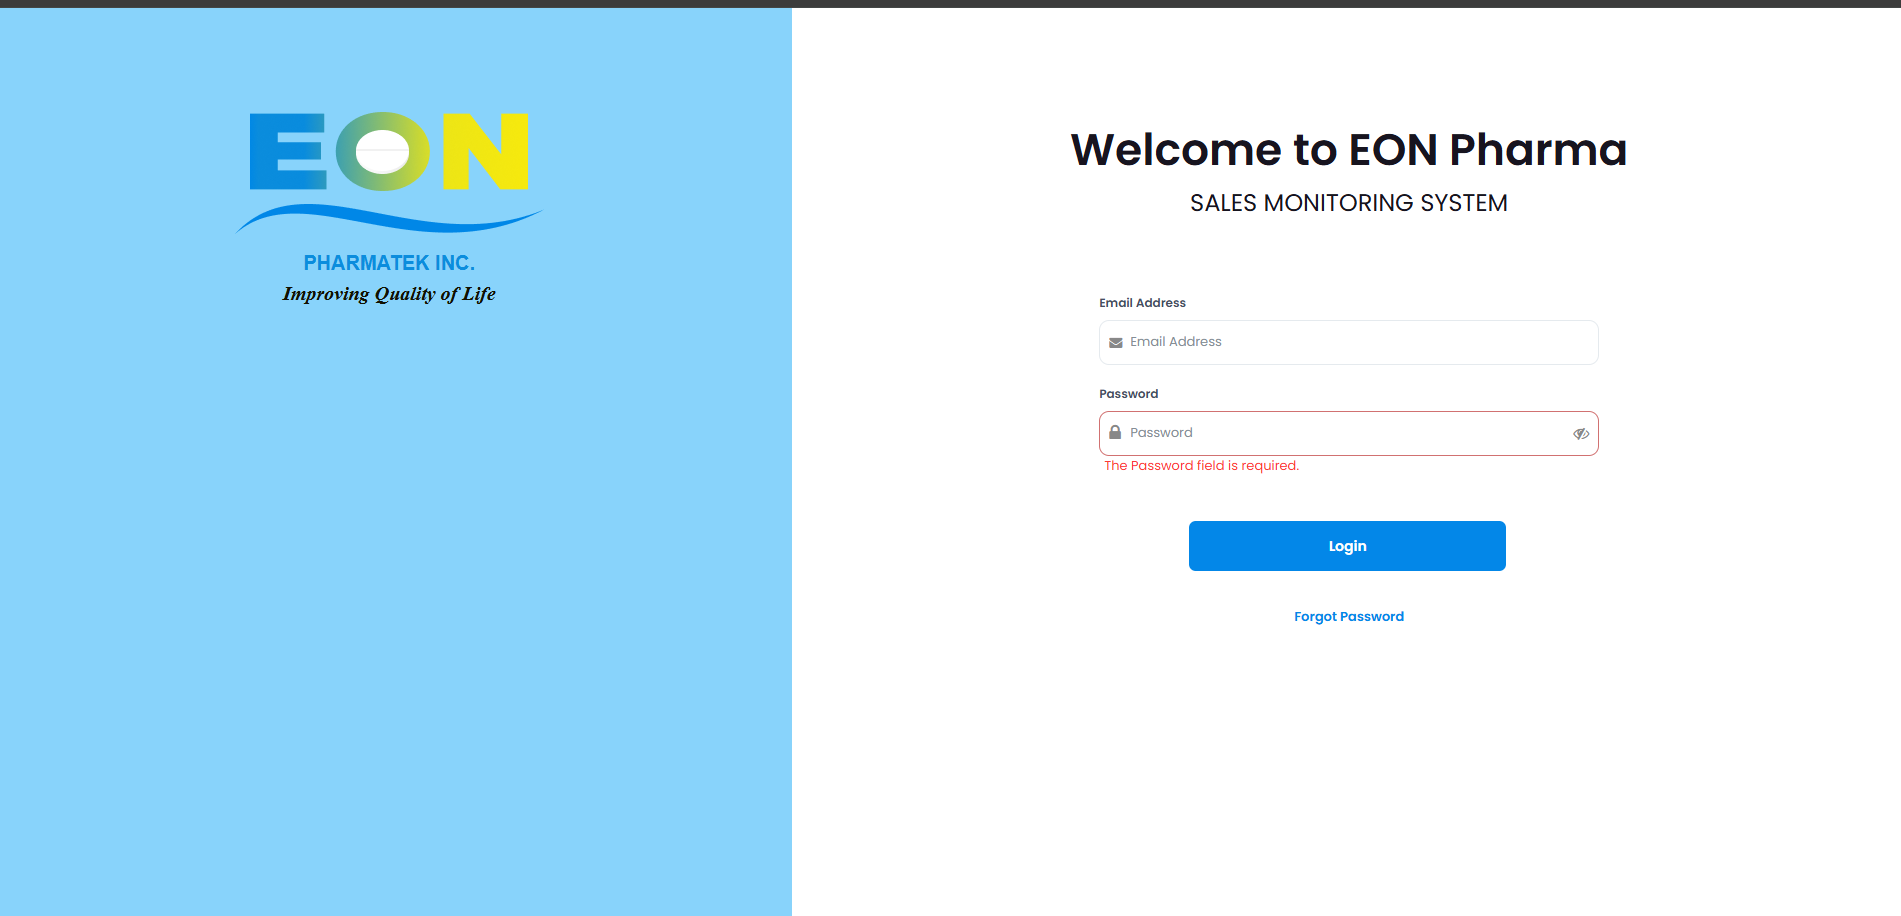 EON
PHARMATEK INC.
Improving Quality of Life
Welcome to EON Pharma
SALES MONITORING SYSTEM
Email Address
Email Address
Password
Password
The Password field is required.
Login
Forgot Password